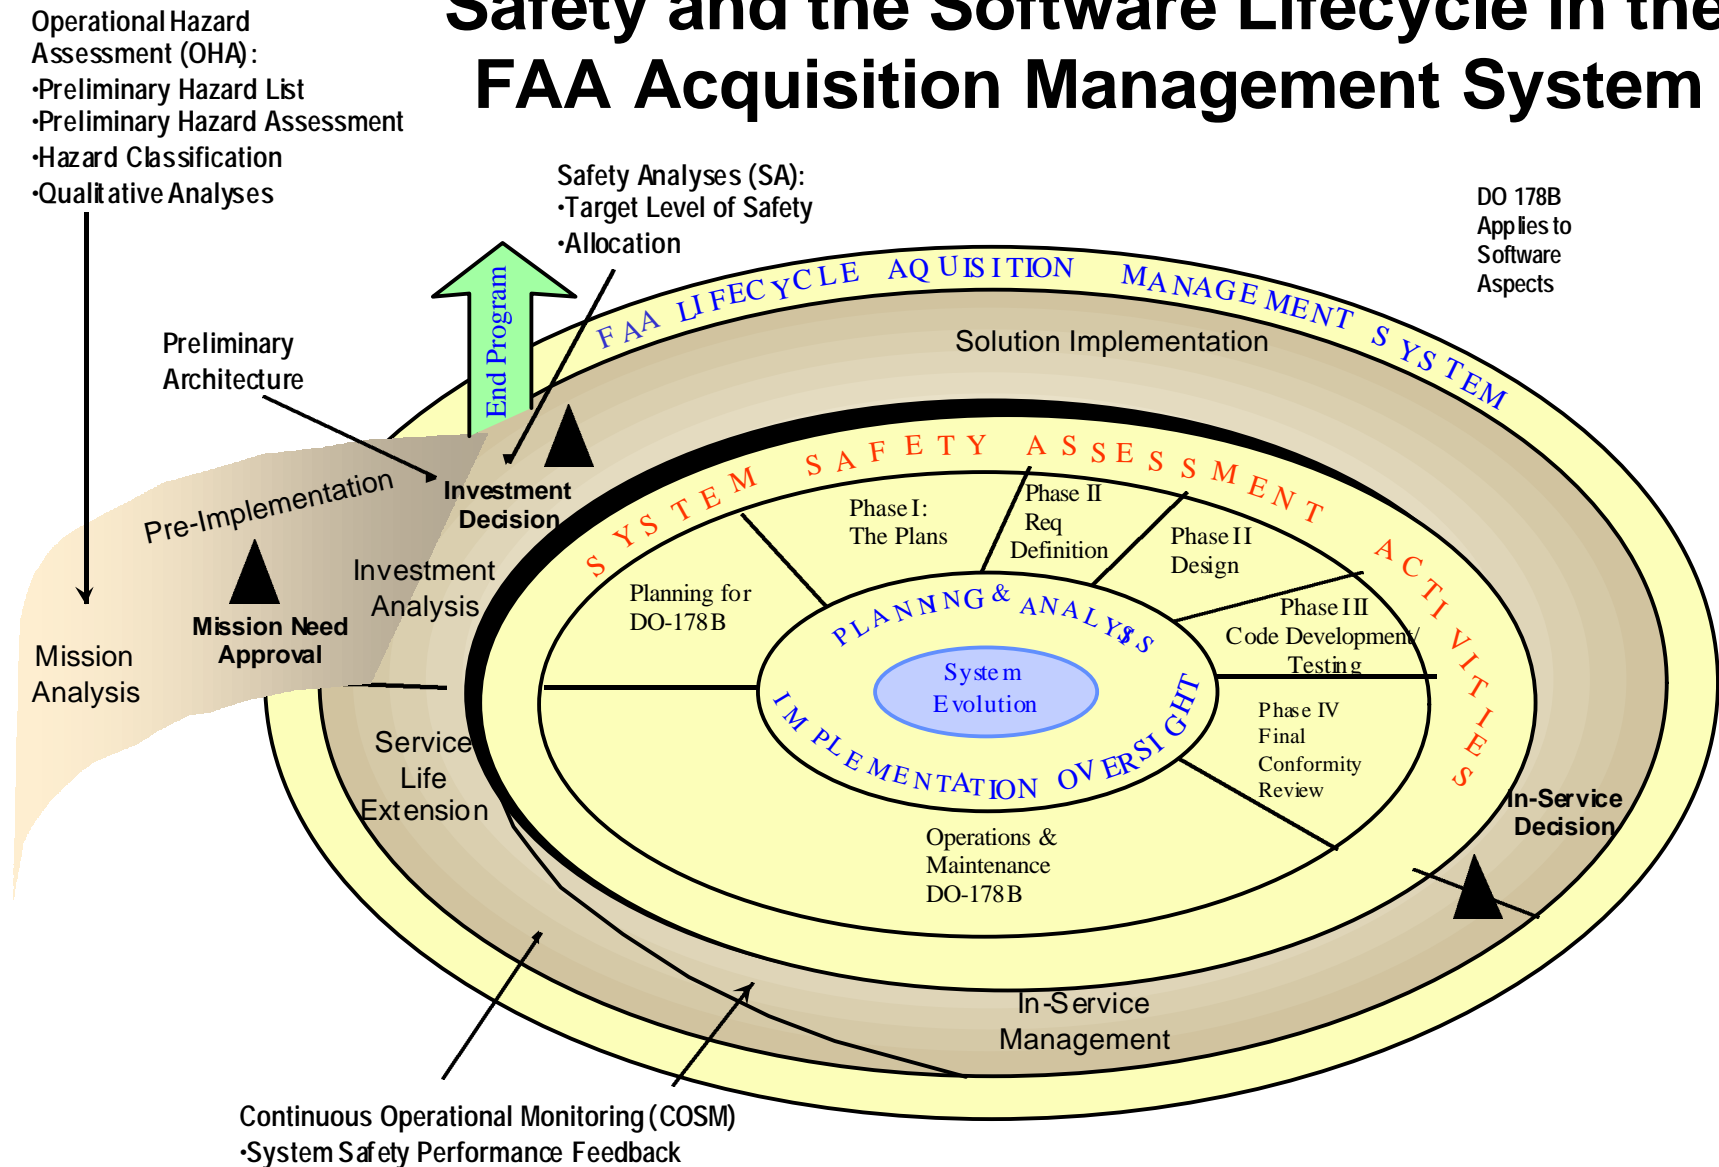 Safety and the Software Lifecycle in the
FAA Acquisition Management System
Operational Hazard
Assessment (OHA):
•Preliminary Hazard List
•Preliminary Hazard Assessment
•Hazard Classification
•Qualitative Analyses
Safety Analyses (SA):
•Target Level of Safety
•Allocation
DO 178B
Applies to
Software
Aspects
Preliminary
Architecture
End Program
FAA LIFECYCLE AQUISITION MANAGEMENT SYSTEM
Solution Implementation
SYSTEM SAFETY ASSESSMENT ACTIVITIES
Pre-Implementation
Investment
Decision
Investment
Analysis
Mission Need
Approval
Mission
Analysis
Service
Life
Extension
Planning for
DO-178B
Phase I:
The Plans
Phase II
Req
Definition
Phase II
Design
Phase III
Code Development/
Testing
Phase IV
Final
Conformity
Review
Operations &
Maintenance
DO-178B
PLANNING & ANALYSIS
System
Evolution
IMPLEMENTATION OVERSIGHT
In-Service
Decision
In-Service
Management
Continuous Operational Monitoring (COSM)
•System Safety Performance Feedback